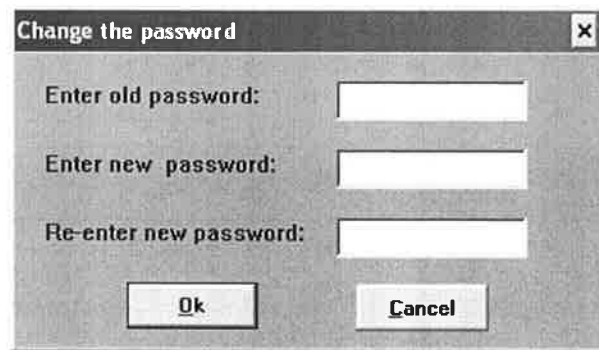 Change the password
Enter old password:
Enter new  password:
Re-enter new password:
Ok
Cancel